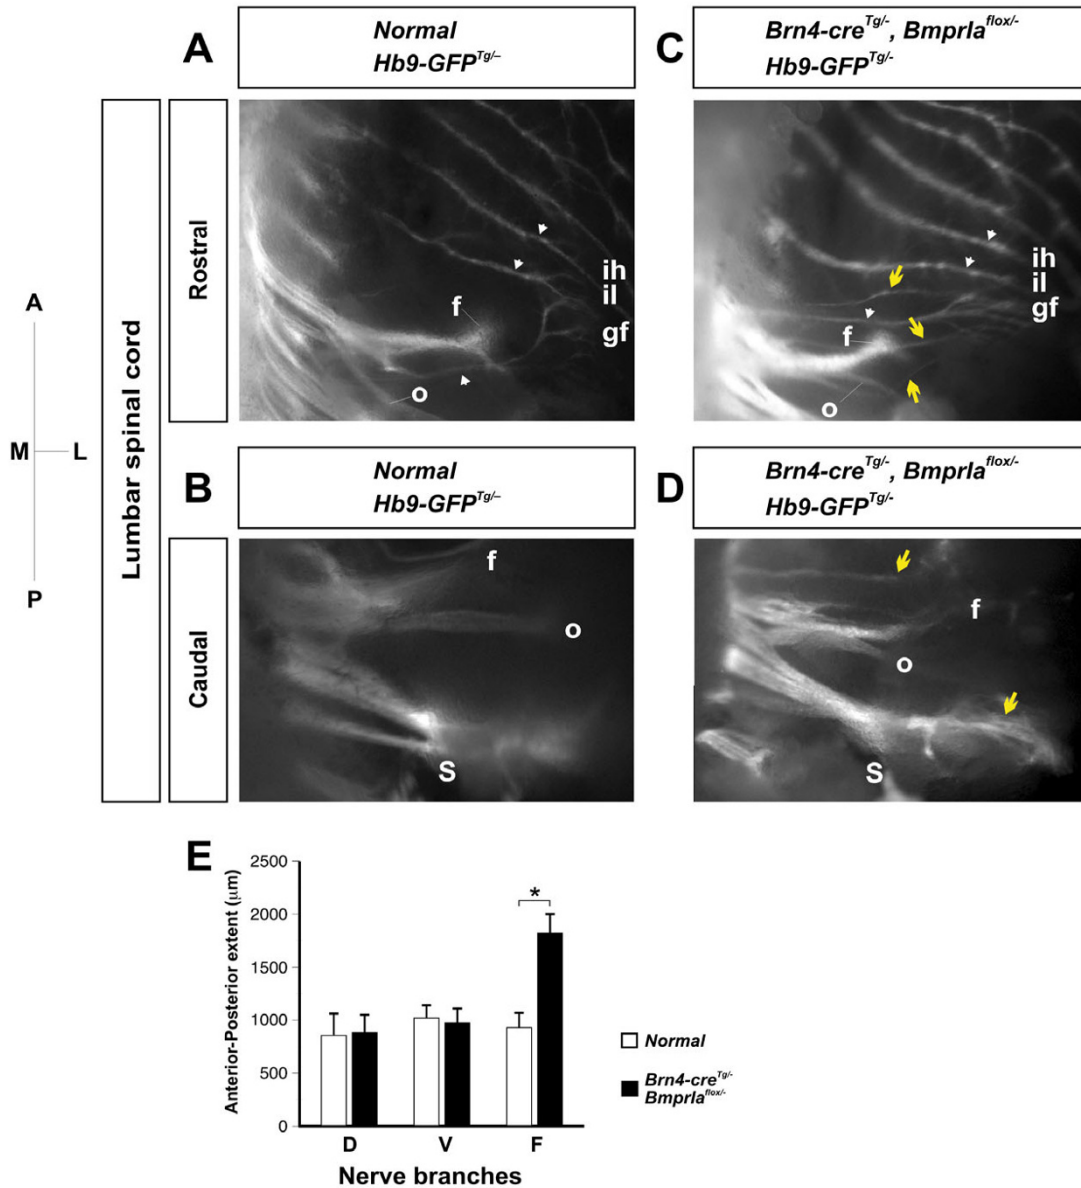 A
Normal
Hb9-GFP^Tg/–
C
Brn4-cre^Tg/-, Bmprla^flox/-
Hb9-GFP^Tg/-
Lumbar spinal cord
Rostral
A
M
L
P
f
o
ih
il
gf
f
o
ih
il
gf
B
Normal
Hb9-GFP^Tg/–
D
Brn4-cre^Tg/-, Bmprla^flox/-
Hb9-GFP^Tg/-
Caudal
f
o
S
f
o
S
E
Anterior-Posterior extent (μm)
2500
2000
1500
1000
500
0
*
D V F
Nerve branches
Normal
Brn4-cre^Tg/-
Bmprla^flox/-